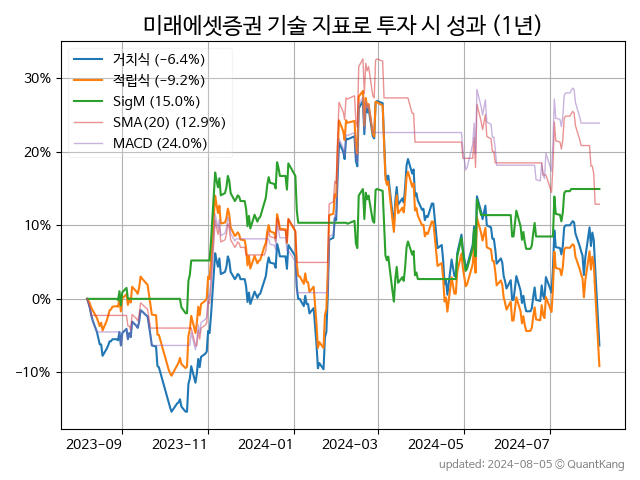 미래에셋증권 기술 지표로 투자 시 성과 (1년)
거치식 (−6.4%)
적립식 (−9.2%)
SigM (15.0%)
SMA(20) (12.9%)
MACD (24.0%)
30%
20%
10%
0%
−10%
2023-09 2023-11 2024-01 2024-03 2024-05 2024-07
updated: 2024-08-05 © QuantKang